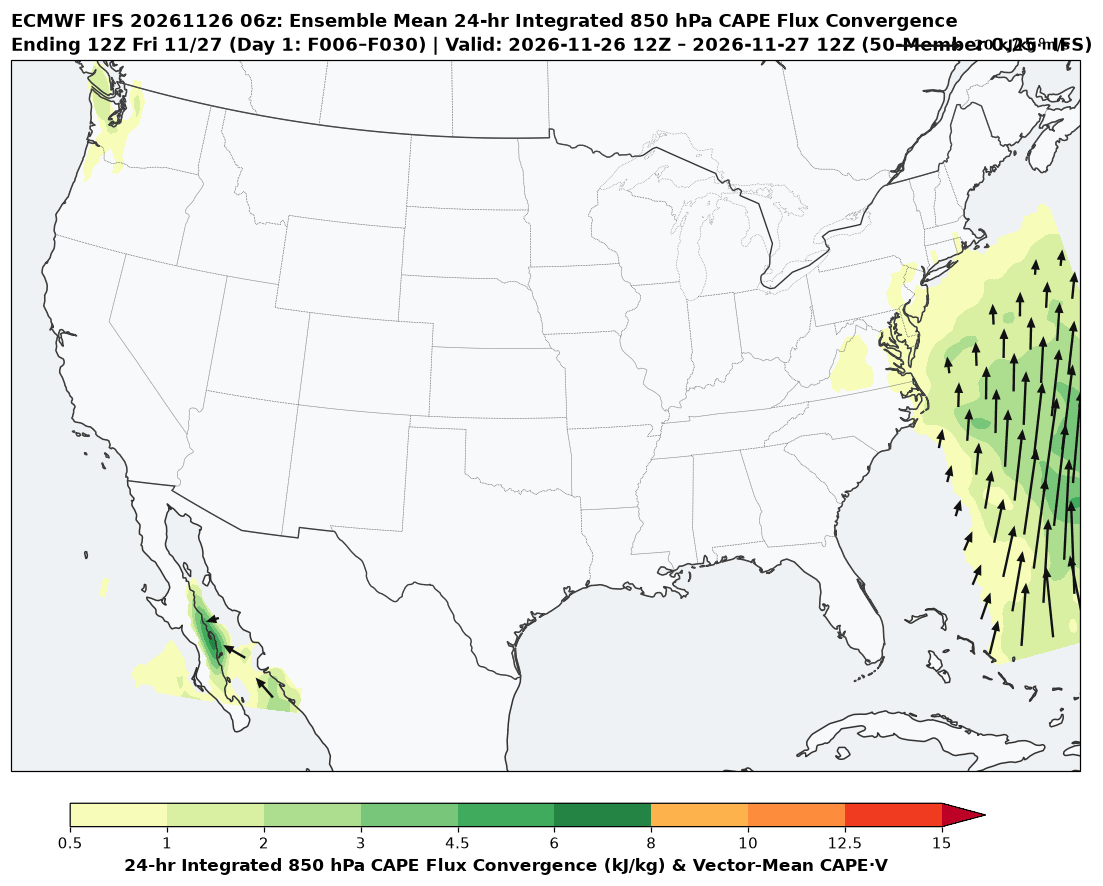 ECMWF IFS 20261126 06z: Ensemble Mean 24-hr Integrated 850 hPa CAPE Flux Convergence
Ending 12Z Fri 11/27 (Day 1: F006–F030) | Valid: 2026-11-26 12Z – 2026-11-27 12Z (50-Member 0.25° IFS)
0.5 1 2 3 4.5 6 8 10 12.5 15
24-hr Integrated 850 hPa CAPE Flux Convergence (kJ/kg) & Vector-Mean CAPE·V